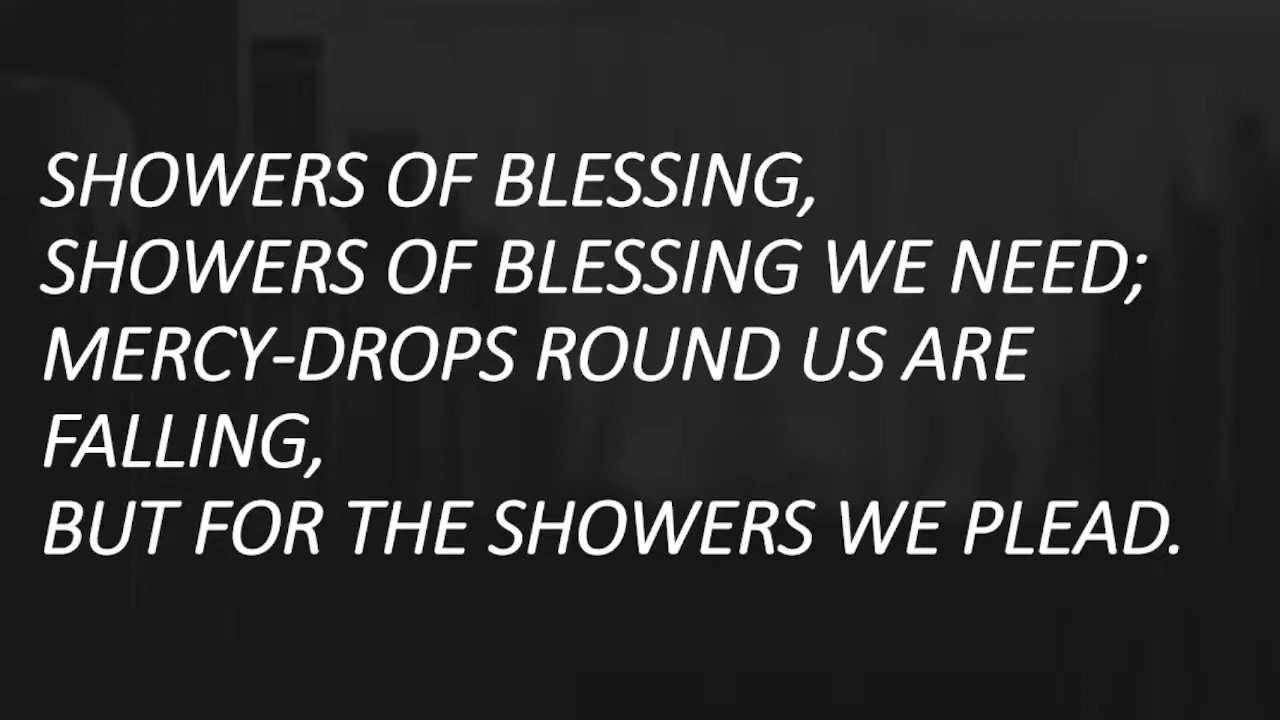 SHOWERS OF BLESSING,
SHOWERS OF BLESSING WE NEED;
MERCY-DROPS ROUND US ARE
FALLING,
BUT FOR THE SHOWERS WE PLEAD.